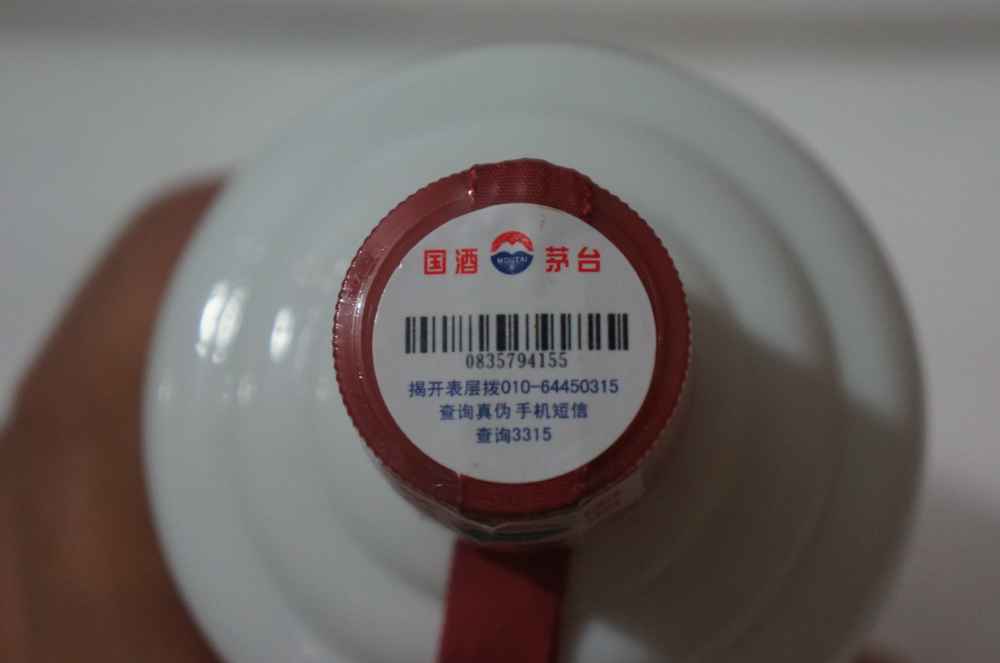 国酒 MOUTAI 茅台
0835794155
揭开表层拨010-64450315
查询真伪 手机短信
查询3315